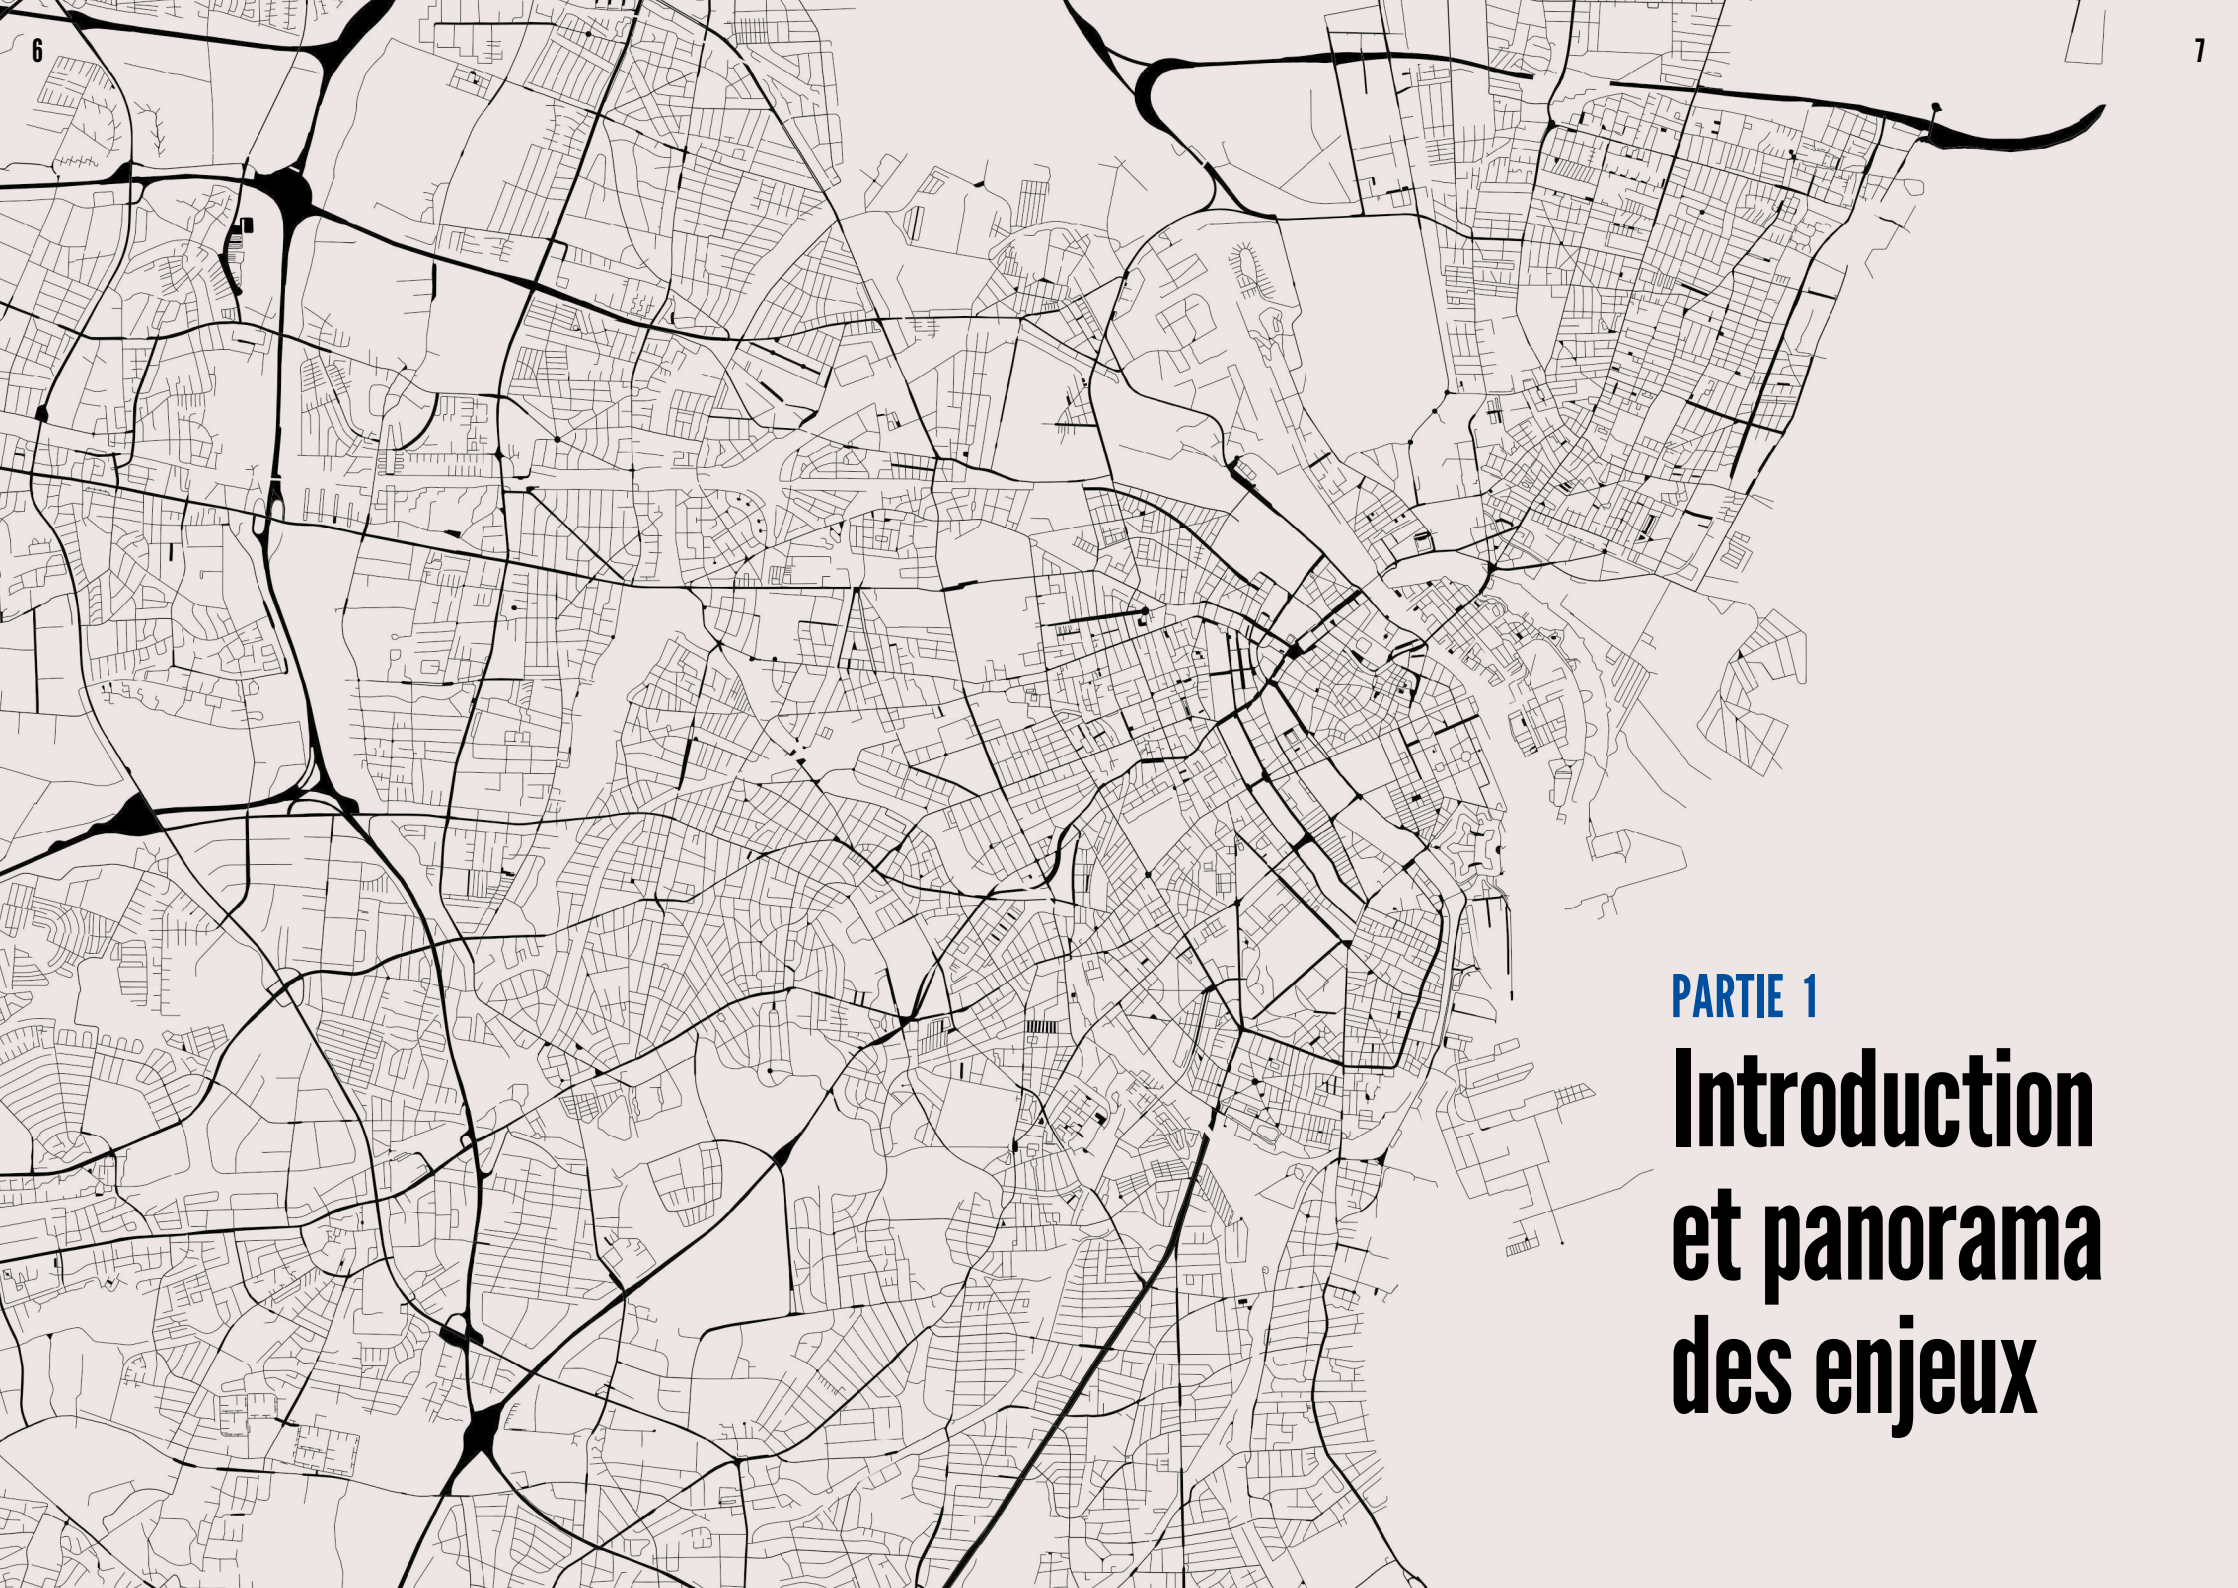 6
7
PARTIE 1
Introduction
et panorama
des enjeux